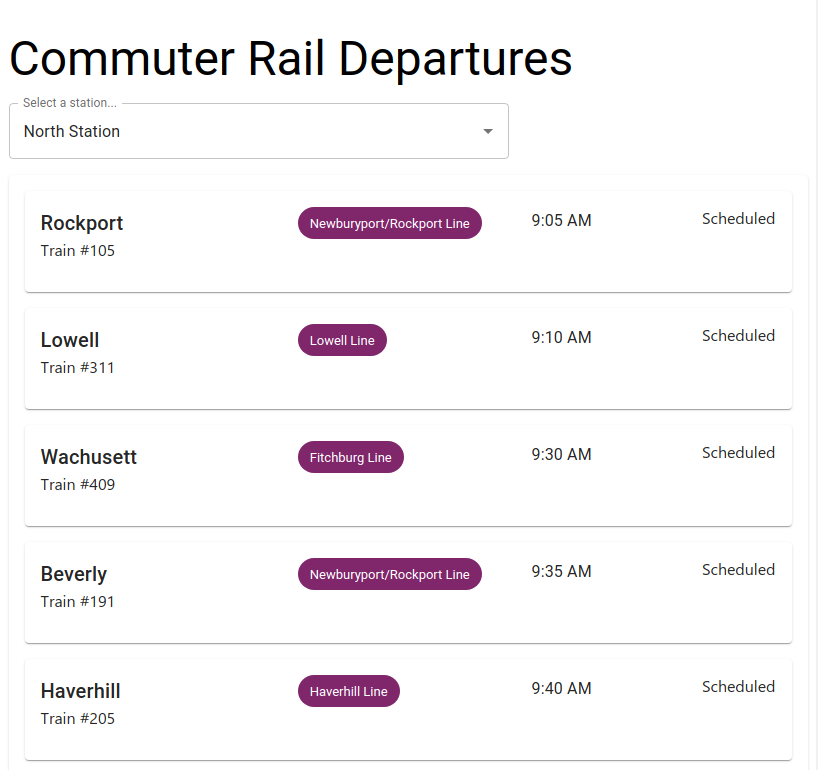 Commuter Rail Departures
Select a station...
North Station
Rockport
Newburyport/Rockport Line
9:05 AM
Scheduled
Train #105
Lowell
Lowell Line
9:10 AM
Scheduled
Train #311
Wachusett
Fitchburg Line
9:30 AM
Scheduled
Train #409
Beverly
Newburyport/Rockport Line
9:35 AM
Scheduled
Train #191
Haverhill
Haverhill Line
9:40 AM
Scheduled
Train #205